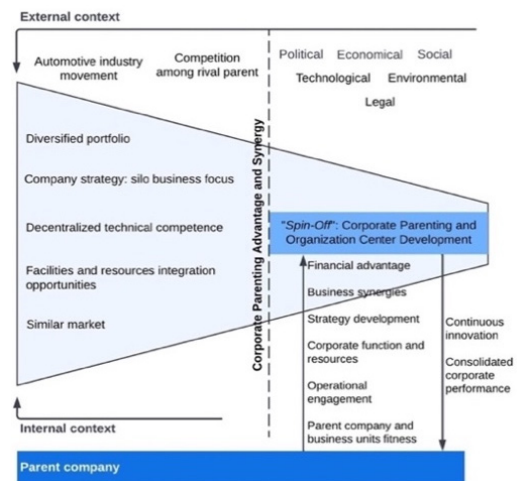 External context
Automotive industry
movement
Competition
among rival parent
Political Economical Social
Technological Environmental
Legal
Diversified portfolio
Company strategy: silo business focus
Decentralized technical competence
Facilities and resources integration
opportunities
Similar market
Corporate Parenting Advantage and Synergy
"Spin-Off": Corporate Parenting and
Organization Center Development
Financial advantage
Business synergies
Strategy development
Corporate function and
resources
Operational
engagement
Parent company and
business units fitness
Continuous
innovation
Consolidated
corporate
performance
Internal context
Parent company